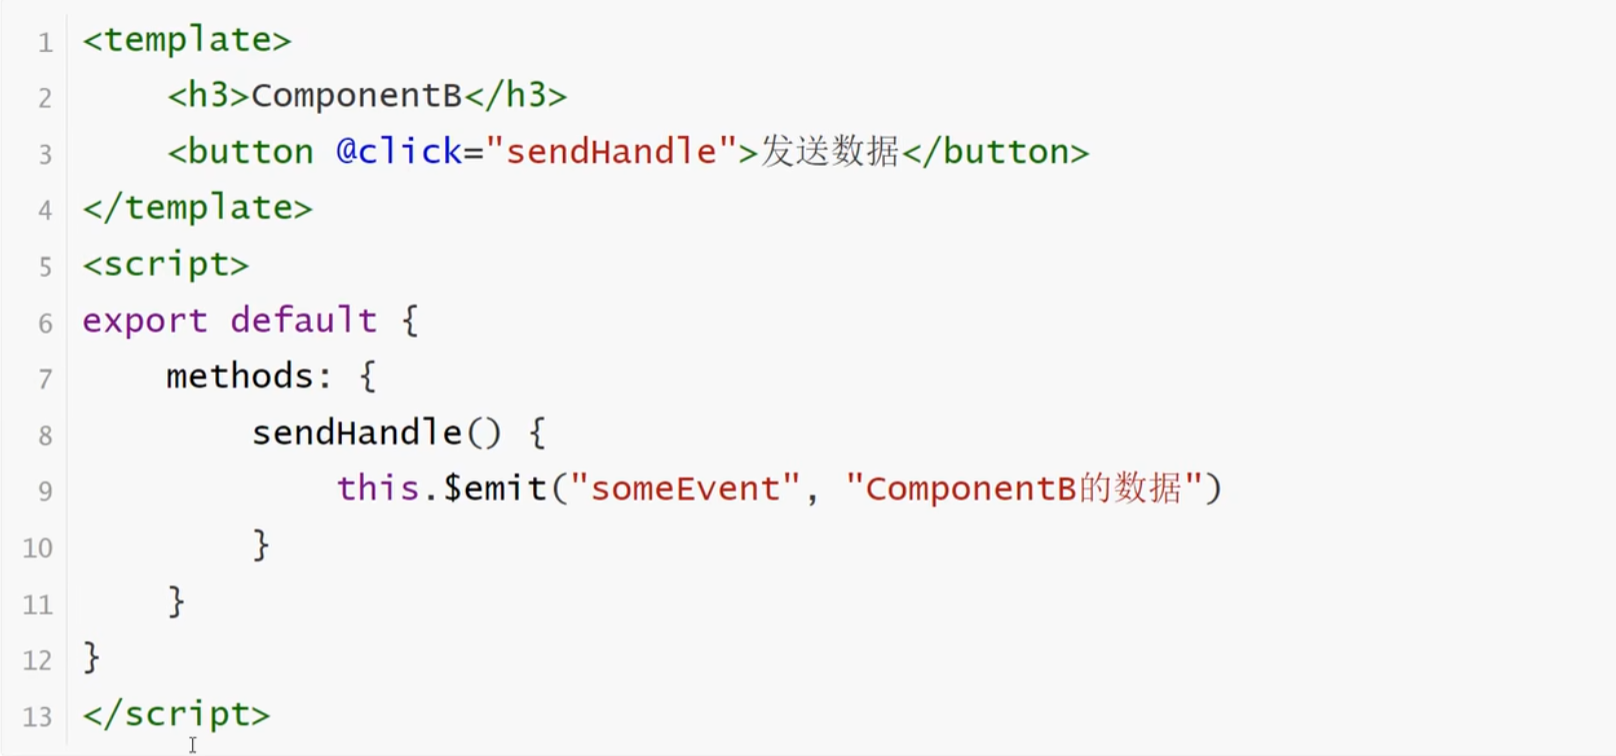 1 <template>
2 <h3>ComponentB</h3>
3 <button @click="sendHandle">发送数据</button>
4 </template>
5 <script>
6 export default {
7 methods: {
8 sendHandle() {
9 this.$emit("someEvent", "ComponentB的数据")
10 }
11 }
12 }
13 </script>